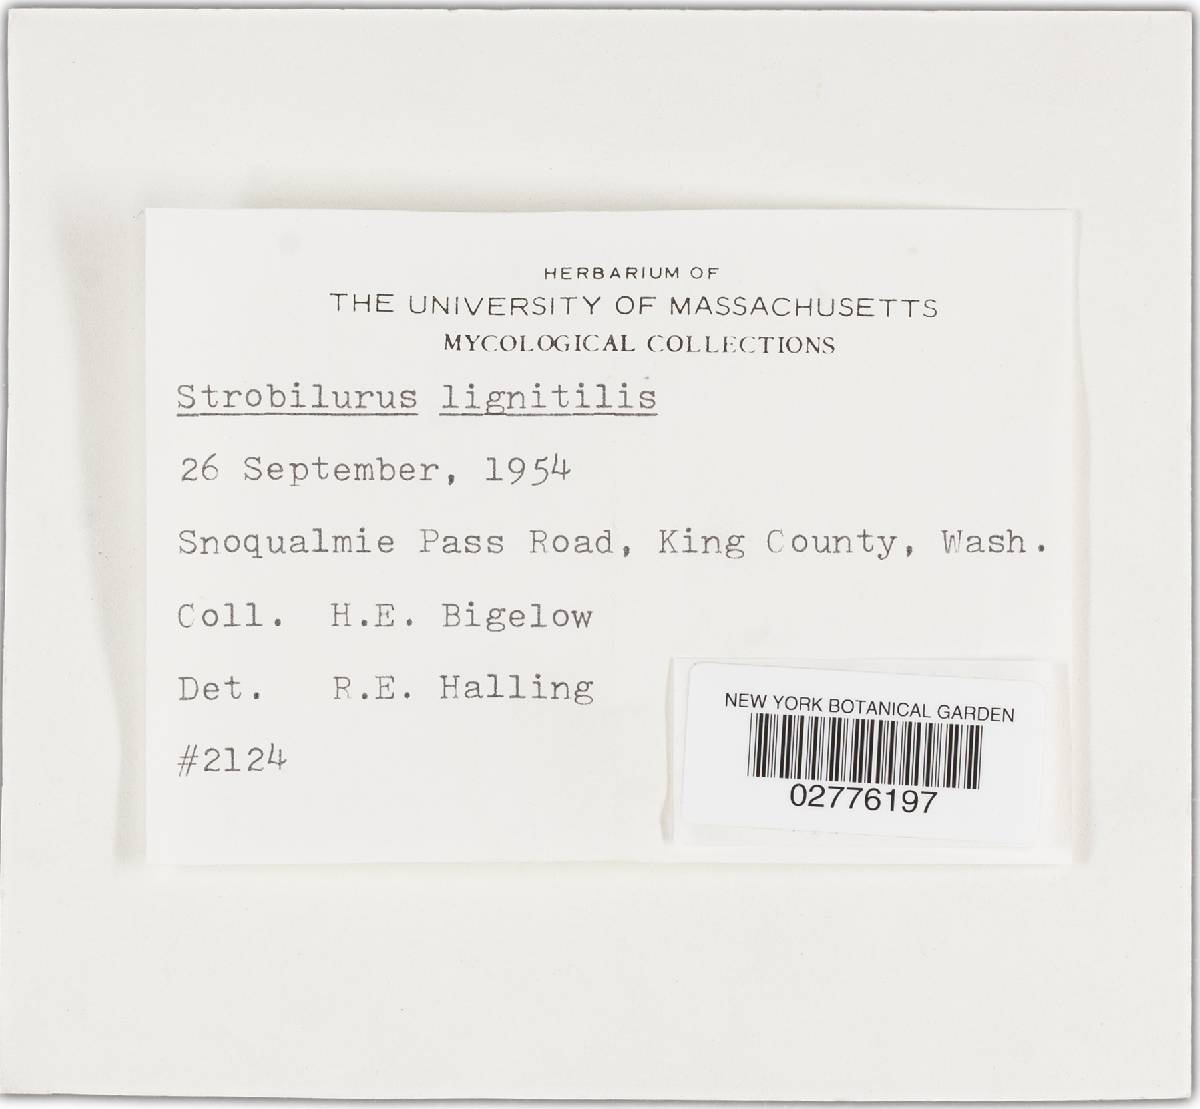 HERBARIUM OF
THE UNIVERSITY OF MASSACHUSETTS
MYCOLOGICAL COLLECTIONS
Strobilurus lignitilis
26 September, 1954
Snoqualmie Pass Road, King County, Wash.
Coll. H.E. Bigelow
Det. R.E. Halling
#2124
NEW YORK BOTANICAL GARDEN
02776197